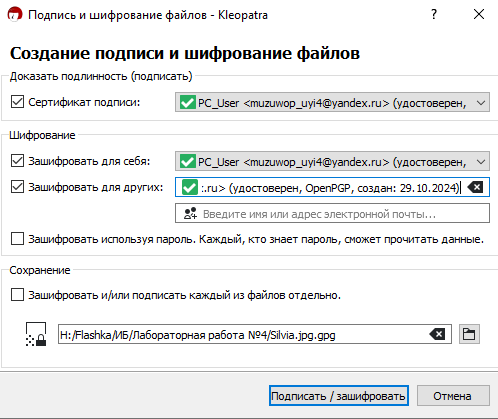 Подпись и шифрование файлов - Kleopatra
Создание подписи и шифрование файлов
Доказать подлинность (подписать)
Сертификат подписи: PC_User <muzuwop_uyi4@yandex.ru> (удостоверен,
Шифрование
Зашифровать для себя: PC_User <muzuwop_uyi4@yandex.ru> (удостоверен,
Зашифровать для других: :.ru> (удостоверен, OpenPGP, создан: 29.10.2024)
Введите имя или адрес электронной почты...
Зашифровать используя пароль. Каждый, кто знает пароль, сможет прочитать данные.
Сохранение
Зашифровать и/или подписать каждый из файлов отдельно.
H:/Flashka/ИБ/Лабораторная работа №4/Silvia.jpg.gpg
Подписать / зашифровать
Отмена